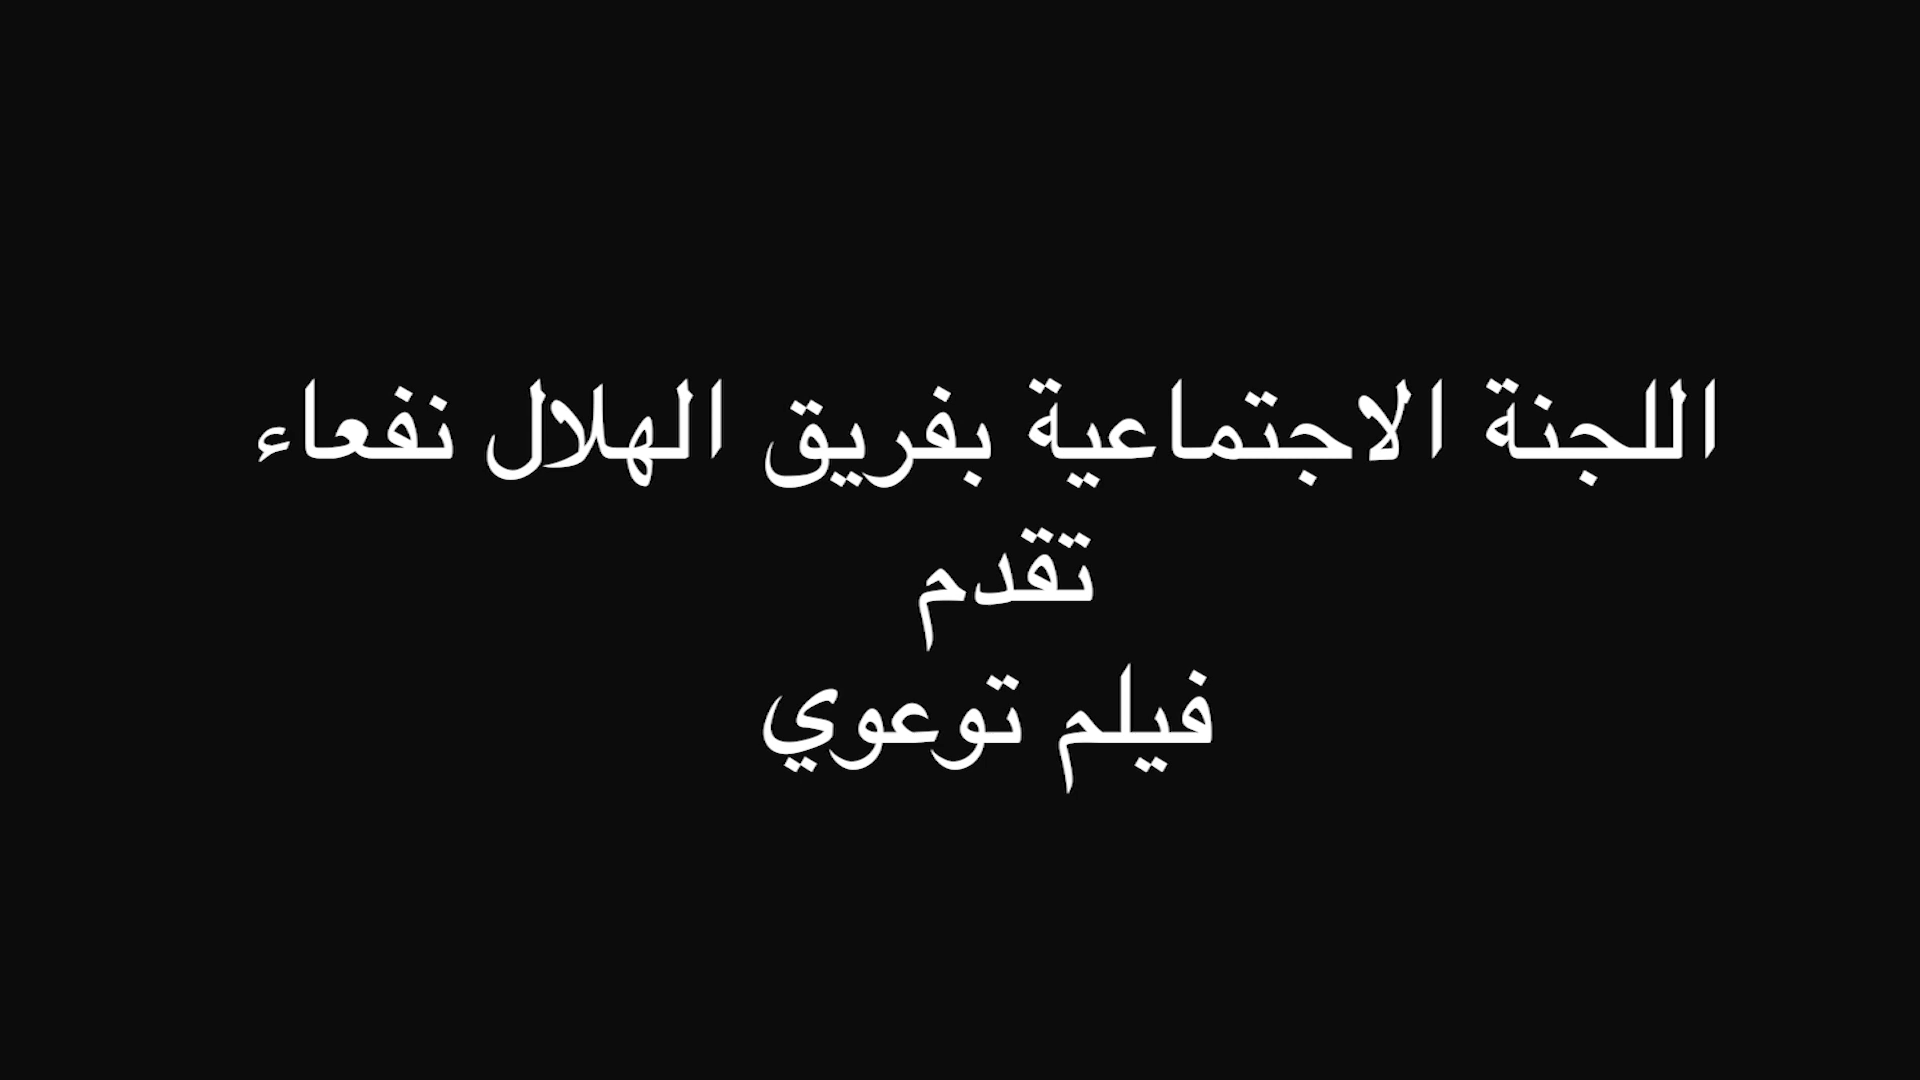 اللجنة الاجتماعية بفريق الهلال نفعاء
تقدم
فيلم توعوي